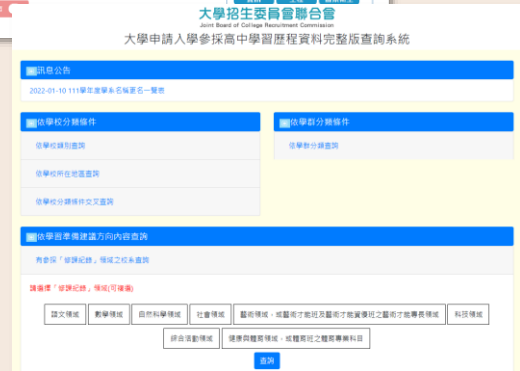 大學招生委員會聯合會
Joint Board of College Recruitment Commission
大學申請入學參採高中學習歷程資料完整版查詢系統
訊息公告
2022-01-10 111學年度學系名稱更名一覽表
依學校分類條件
依學校類別查詢
依學校所在地區查詢
依學校分類條件交叉查詢
依學群分類條件
依學群分類查詢
依學習準備建議方向內容查詢
有參採「修課紀錄」領域之校系查詢
請選擇「修課紀錄」領域(可複選)
語文領域 數學領域 自然科學領域 社會領域 藝術領域，或藝術才能班及藝術才能資優班之藝術才能專長領域 科技領域
綜合活動領域 健康與體育領域，或體育班之體育專業科目
查詢